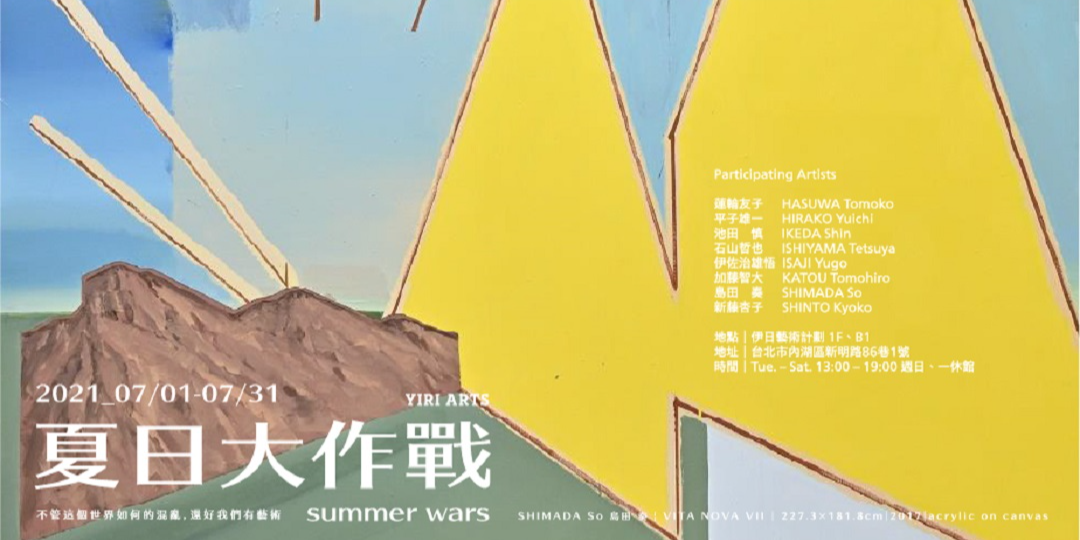 Participating Artists
蓮輪友子 HASUWA Tomoko
平子雄一 HIRAKO Yuichi
池田 慎 IKEDA Shin
石山哲也 ISHIYAMA Tetsuya
伊佐治雄悟 ISAJI Yugo
加藤智大 KATOU Tomohiro
島田 奏 SHIMADA So
新藤杏子 SHINTO Kyoko
地點｜伊日藝術計劃 1F、B1
地址｜台北市內湖區新明路86巷1號
時間｜Tue. – Sat. 13:00 – 19:00 週日、一休館
2021_07/01-07/31
YIRI ARTS
夏日大作戰
不管這個世界如何的混亂,還好我們有藝術
summer wars
SHIMADA So 島田 奏｜VITA NOVA VII｜227.3×181.8cm|2017|acrylic on canvas